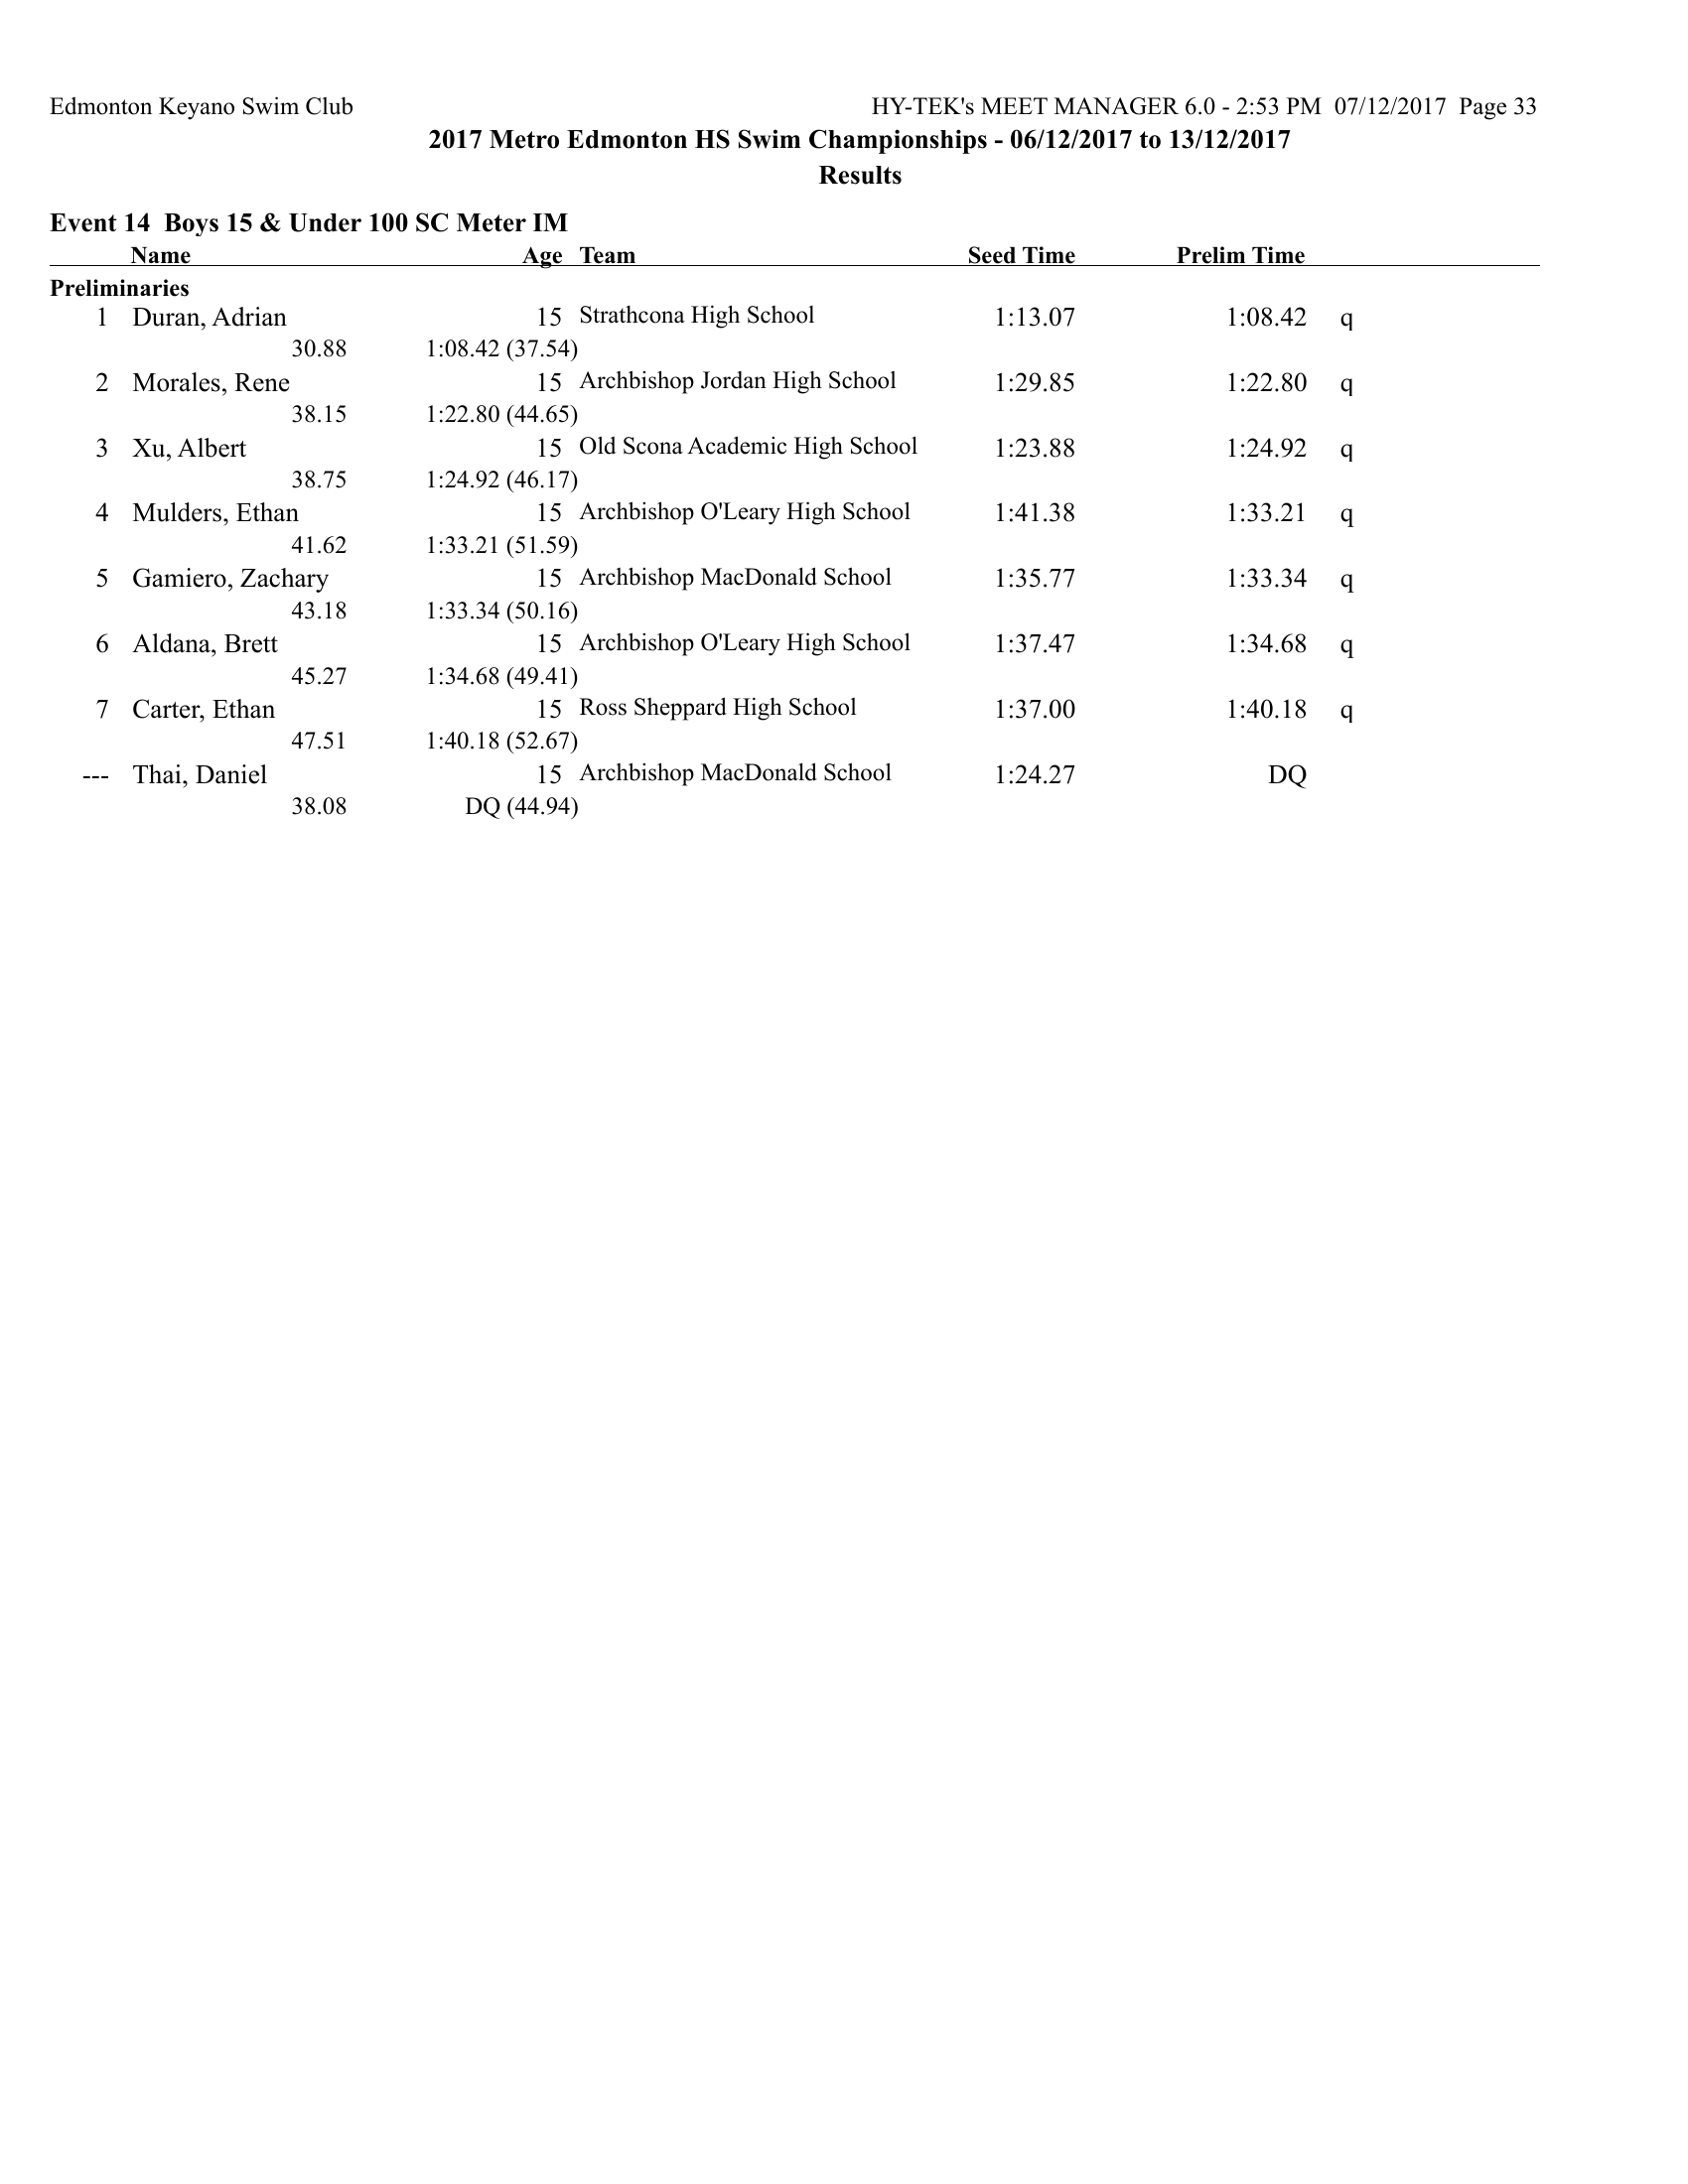 Edmonton Keyano Swim Club HY-TEK's MEET MANAGER 6.0 - 2:53 PM 07/12/2017 Page 33
2017 Metro Edmonton HS Swim Championships - 06/12/2017 to 13/12/2017
Results
Event 14 Boys 15 & Under 100 SC Meter IM
Name Age Team Seed Time Prelim Time
Preliminaries
1 Duran, Adrian 15 Strathcona High School 1:13.07 1:08.42 q
30.88 1:08.42 (37.54)
2 Morales, Rene 15 Archbishop Jordan High School 1:29.85 1:22.80 q
38.15 1:22.80 (44.65)
3 Xu, Albert 15 Old Scona Academic High School 1:23.88 1:24.92 q
38.75 1:24.92 (46.17)
4 Mulders, Ethan 15 Archbishop O'Leary High School 1:41.38 1:33.21 q
41.62 1:33.21 (51.59)
5 Gamiero, Zachary 15 Archbishop MacDonald School 1:35.77 1:33.34 q
43.18 1:33.34 (50.16)
6 Aldana, Brett 15 Archbishop O'Leary High School 1:37.47 1:34.68 q
45.27 1:34.68 (49.41)
7 Carter, Ethan 15 Ross Sheppard High School 1:37.00 1:40.18 q
47.51 1:40.18 (52.67)
--- Thai, Daniel 15 Archbishop MacDonald School 1:24.27 DQ
38.08 DQ (44.94)